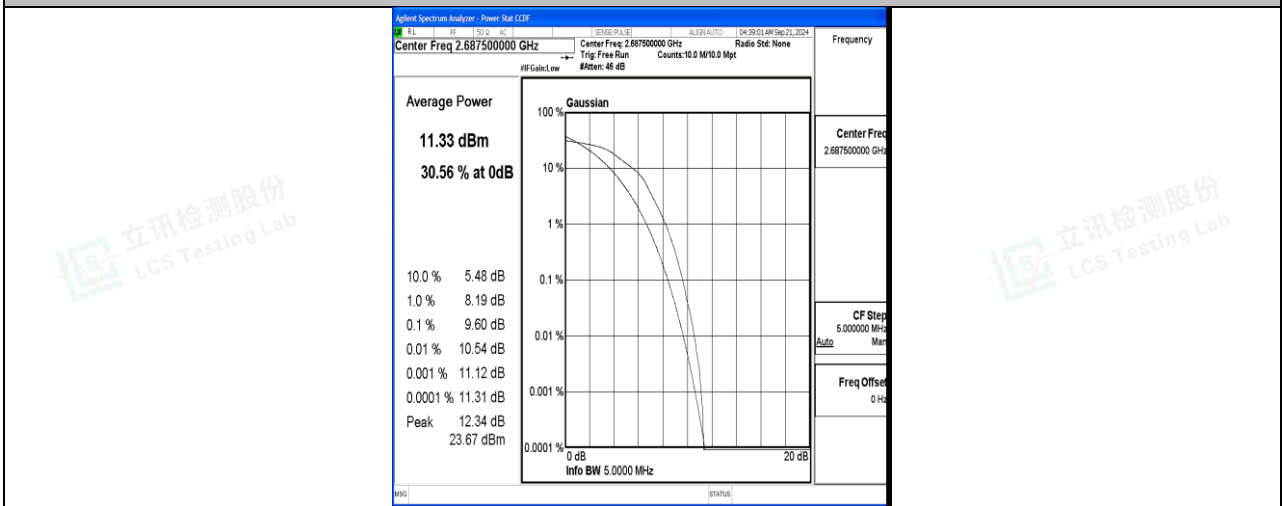 Agilent Spectrum Analyzer - Power Stat CCDF
RL RF 50 Ω AC SENSE:PULSE ALIGNAUTO 04:39:01 AM Sep 21, 2024
Center Freq 2.687500000 GHz
Center Freq: 2.687500000 GHz Radio Std: None
Trig: Free Run Counts:10.0 M/10.0 Mpt
#IFGain:Low #Atten: 46 dB
Frequency
Average Power
11.33 dBm
30.56 % at 0dB
10.0 % 5.48 dB
1.0 % 8.19 dB
0.1 % 9.60 dB
0.01 % 10.54 dB
0.001 % 11.12 dB
0.0001 % 11.31 dB
Peak 12.34 dB
23.67 dBm
Gaussian
100 %
10 %
1 %
0.1 %
0.01 %
0.001 %
0.0001 %
0 dB 20 dB
Info BW 5.0000 MHz
Center Freq
2.687500000 GHz
CF Step
5.000000 MHz
Auto Man
Freq Offset
0 Hz
MSG STATUS
立讯检测股份
LCS Testing Lab
立讯检测股份
LCS Testing Lab